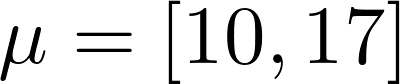 μ = [10, 17]